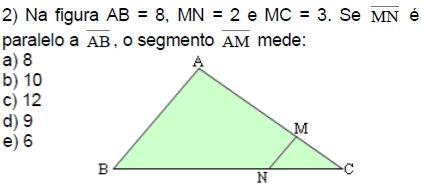 2) Na figura AB = 8, MN = 2 e MC = 3. Se MN é
paralelo a AB, o segmento AM mede:
a) 8
b) 10
c) 12
d) 9
e) 6
A
M
B
N
C